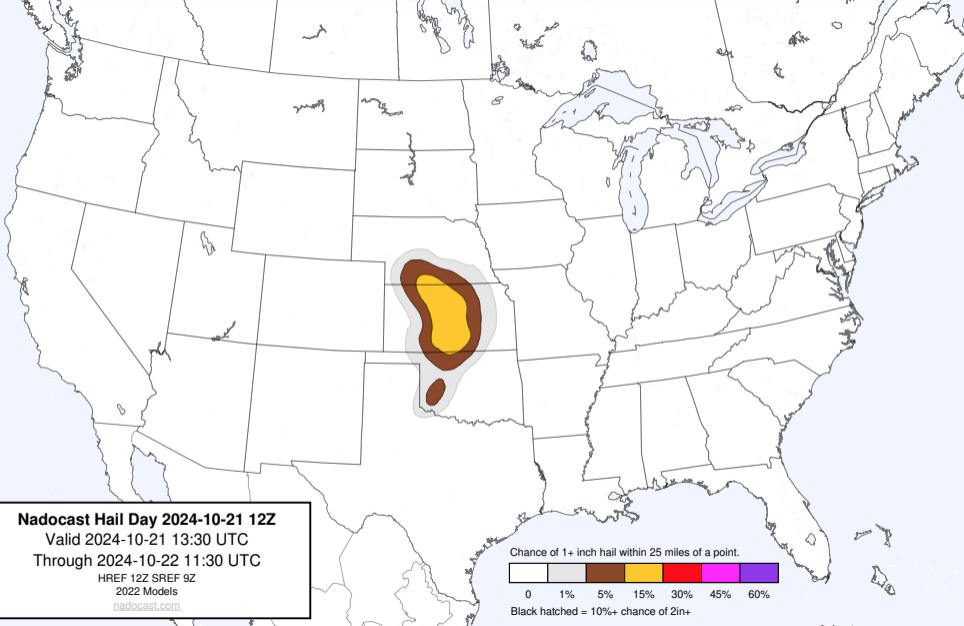 Nadocast Hail Day 2024-10-21 12Z
Valid 2024-10-21 13:30 UTC
Through 2024-10-22 11:30 UTC
HREF 12Z SREF 9Z
2022 Models
nadocast.com
Chance of 1+ inch hail within 25 miles of a point.
0 1% 5% 15% 30% 45% 60%
Black hatched = 10%+ chance of 2in+